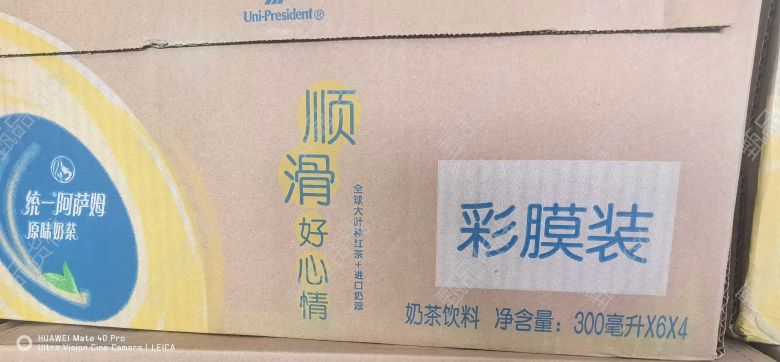 Uni-President®
顺
滑
好
心
情
全球大叶种红茶+进口奶源
统一阿萨姆
原味奶茶
彩膜装
奶茶饮料 净含量：300毫升X6X4
HUAWEI Mate 40 Pro
Ultra Vision Cine Camera | LEICA